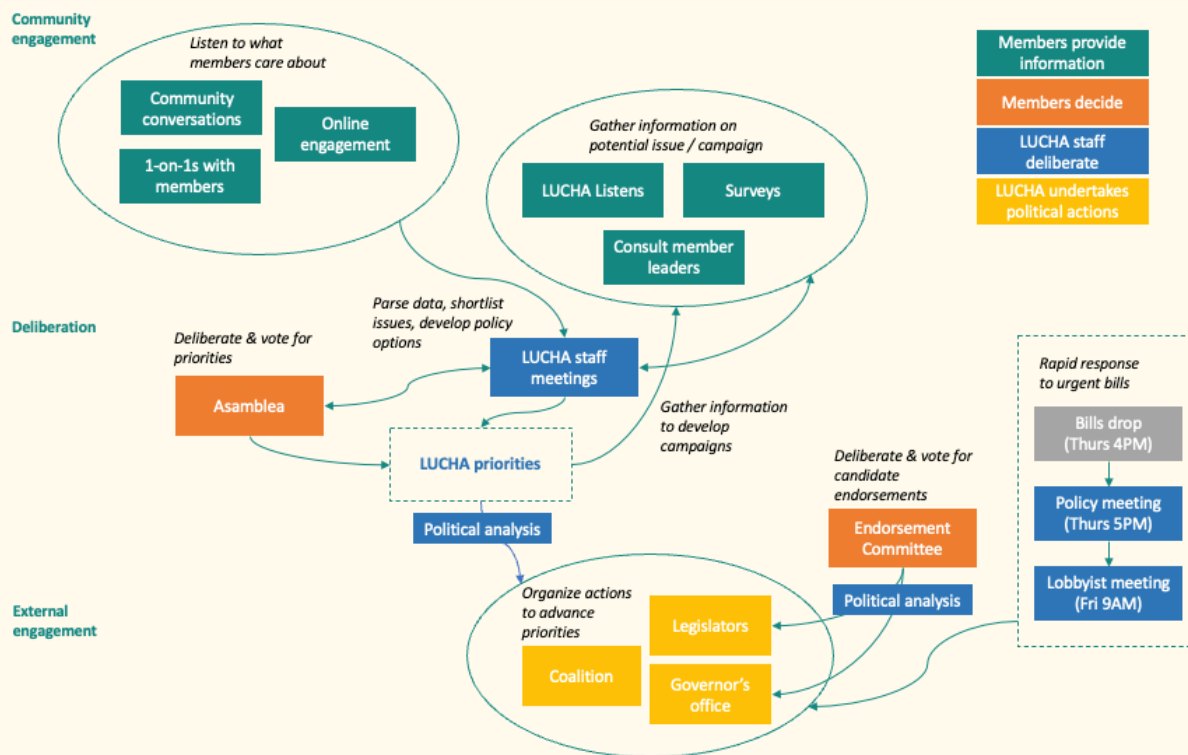 Community
engagement
Listen to what
members care about
Community
conversations
Online
engagement
1-on-1s with
members
Gather information on
potential issue / campaign
LUCHA Listens
Surveys
Consult member
leaders
Members provide
information
Members decide
LUCHA staff
deliberate
LUCHA undertakes
political actions
Deliberation
Deliberate & vote for
priorities
Asamblea
Parse data, shortlist
issues, develop policy
options
LUCHA staff
meetings
LUCHA priorities
Gather information
to develop
campaigns
Political analysis
Deliberate & vote for
candidate
endorsements
Endorsement
Committee
Political analysis
Rapid response
to urgent bills
Bills drop
(Thurs 4PM)
Policy meeting
(Thurs 5PM)
Lobbyist meeting
(Fri 9AM)
External
engagement
Organize actions
to advance
priorities
Legislators
Coalition
Governor's
office